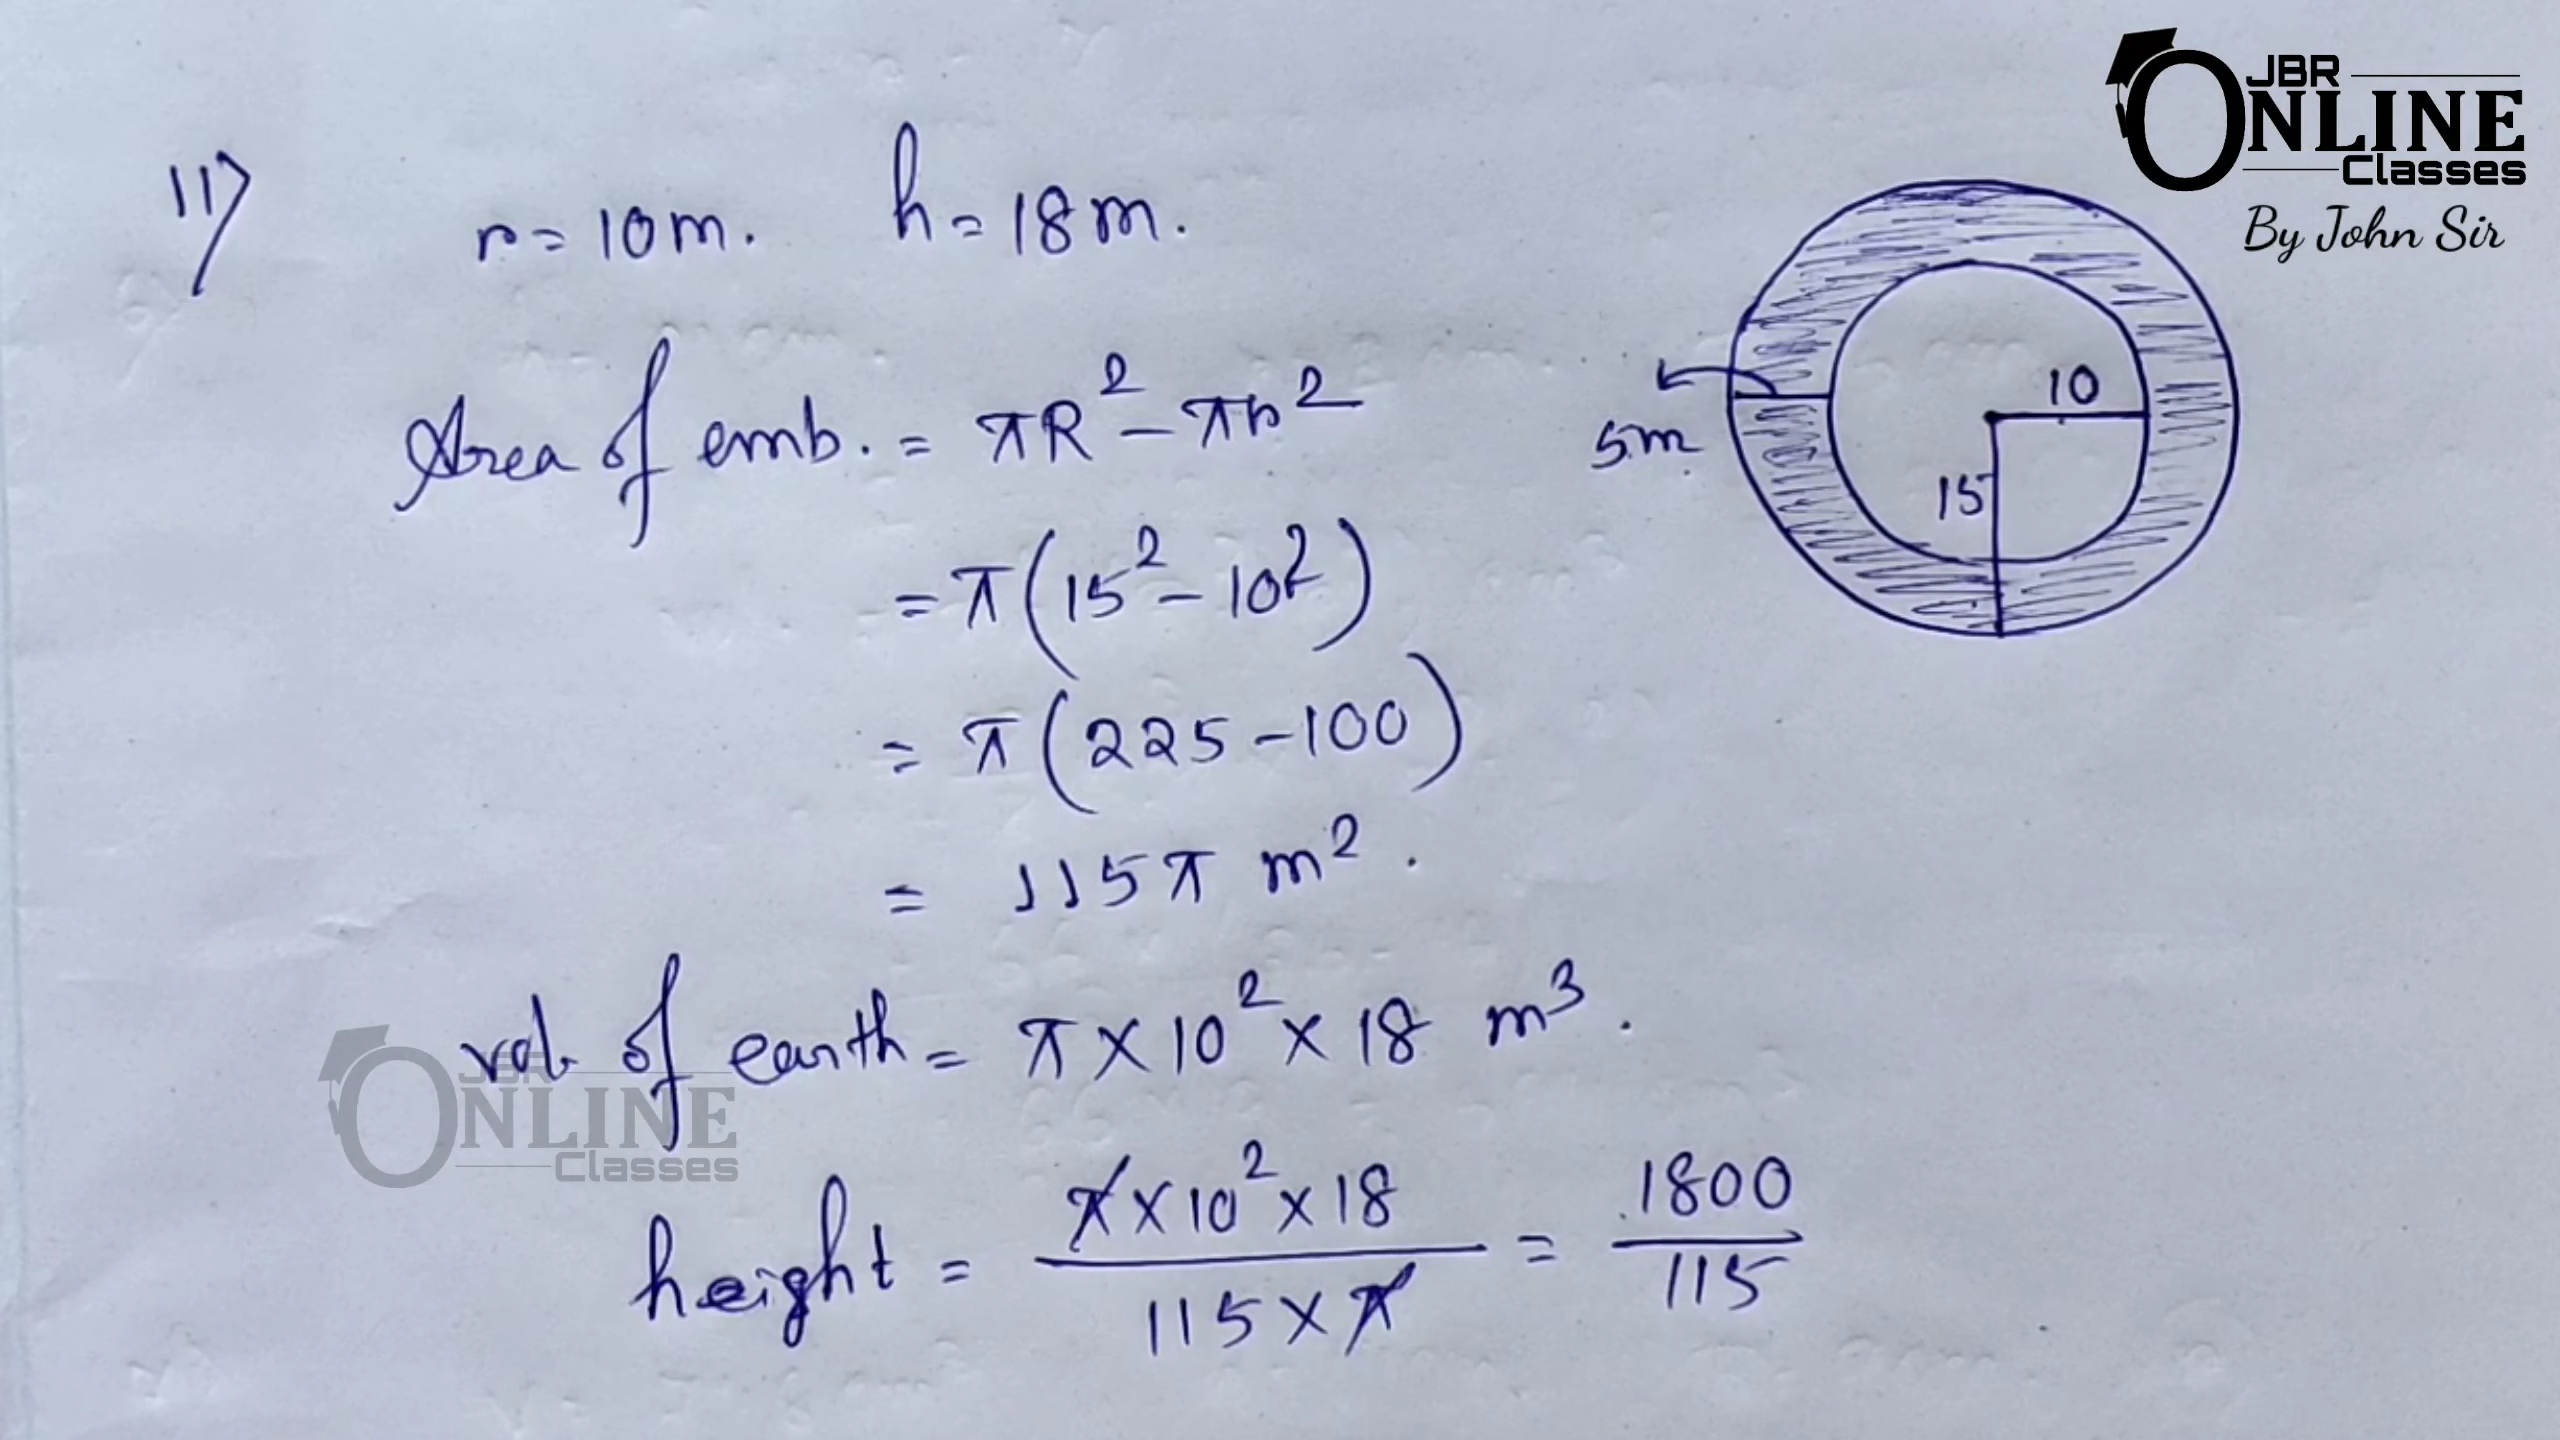 JBR
ONLINE
Classes
By John Sir
11) r = 10m. h = 18m.
Area of emb. = πR² - πr²
= π(15² - 10²)
= π(225 - 100)
= 115π m².
10
15
5m
vol. of earth = π × 10² × 18 m³.
JBR
ONLINE
Classes
height = π × 10² × 18 / 115 × π = 1800 / 115